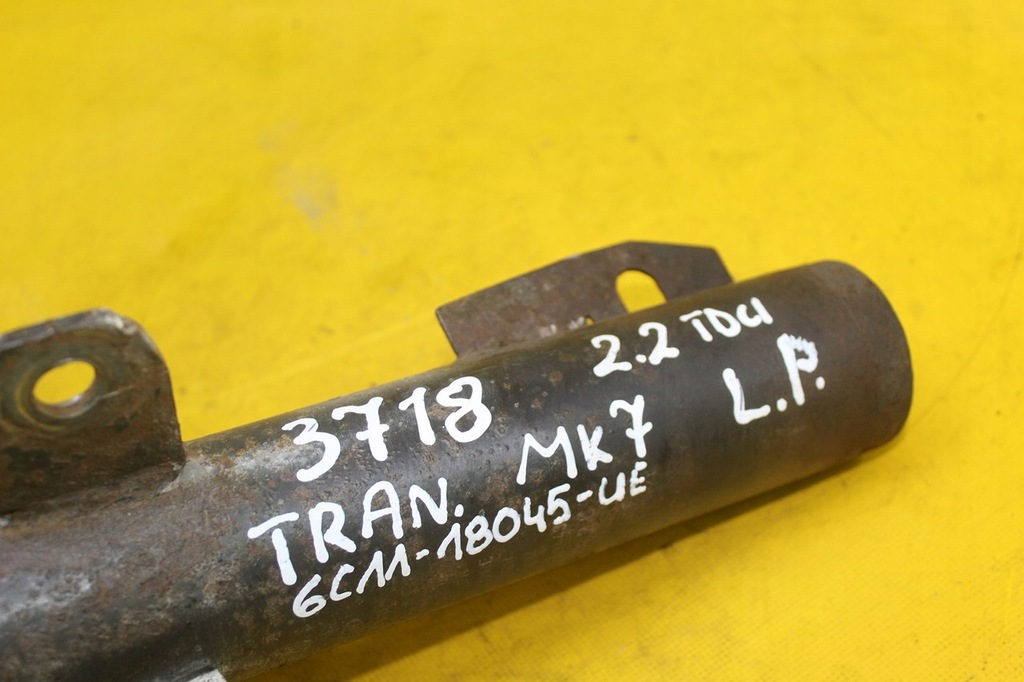 3718
2.2 TDCI
TRAN. MK7
L.P.
6C11-18045-UE